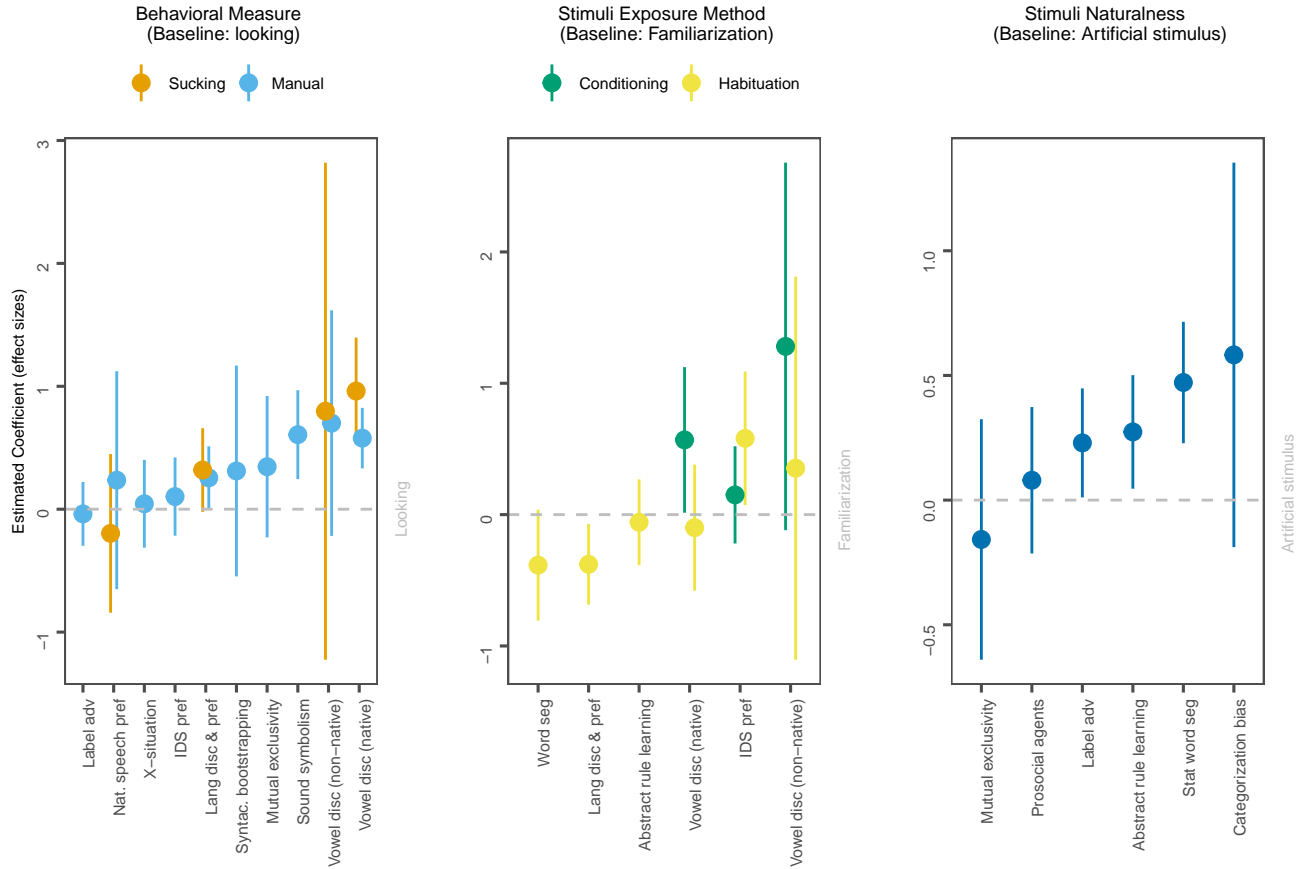 Behavioral Measure
(Baseline: looking)
Sucking
Manual
Estimated Coefficient (effect sizes)
3
2
1
0
−1
Looking
Label adv
Nat. speech pref
X−situation
IDS pref
Lang disc & pref
Syntac. bootstrapping
Mutual exclusivity
Sound symbolism
Vowel disc (non−native)
Vowel disc (native)
Stimuli Exposure Method
(Baseline: Familiarization)
Conditioning
Habituation
2
1
0
−1
Familiarization
Word seg
Lang disc & pref
Abstract rule learning
Vowel disc (native)
IDS pref
Vowel disc (non−native)
Stimuli Naturalness
(Baseline: Artificial stimulus)
1.0
0.5
0.0
−0.5
Artificial stimulus
Mutual exclusivity
Prosocial agents
Label adv
Abstract rule learning
Stat word seg
Categorization bias